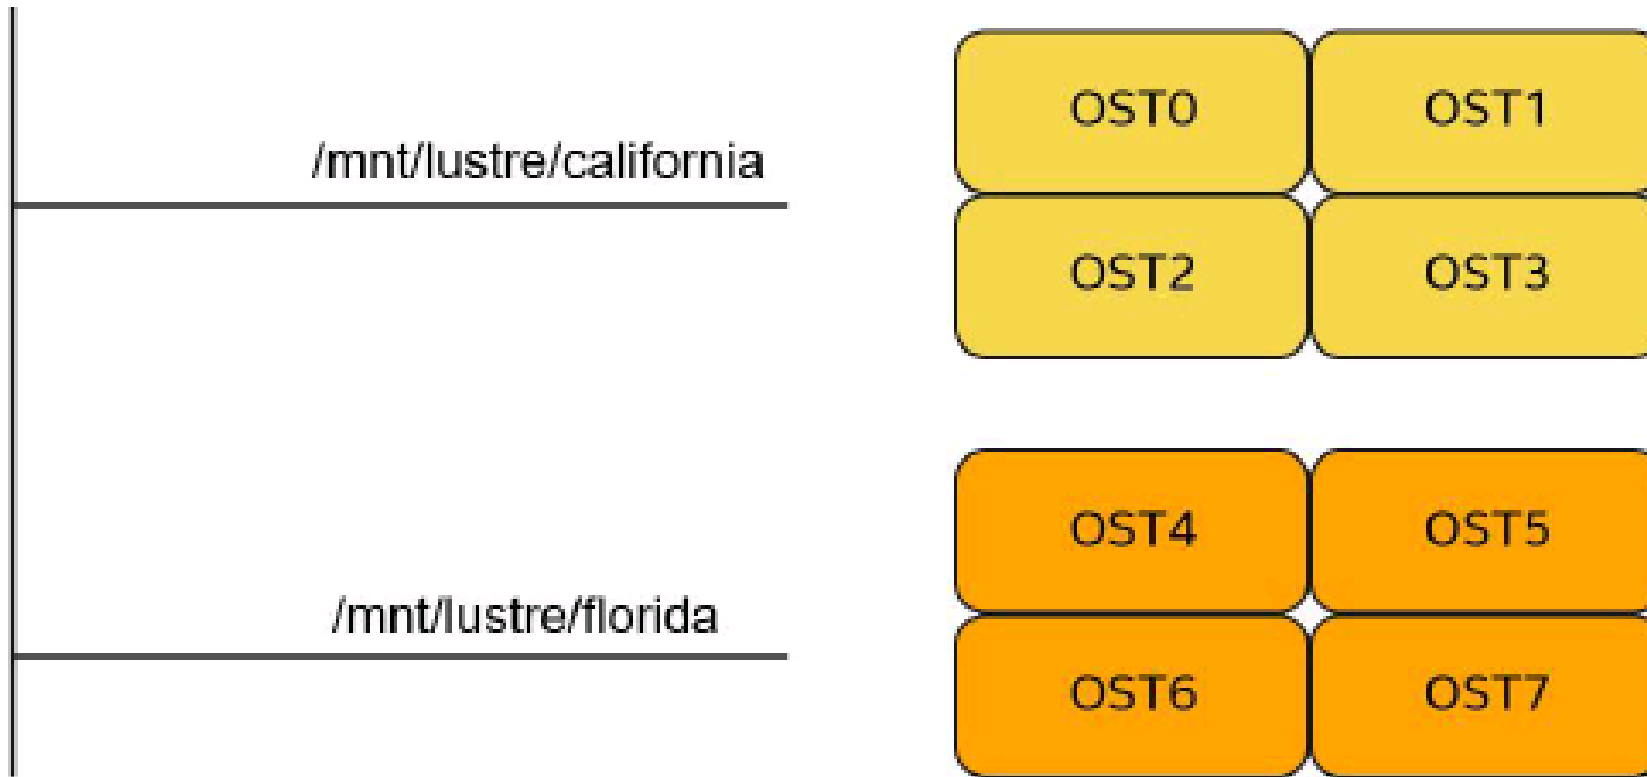 /mnt/lustre/california
OST0 OST1
OST2 OST3
/mnt/lustre/florida
OST4 OST5
OST6 OST7